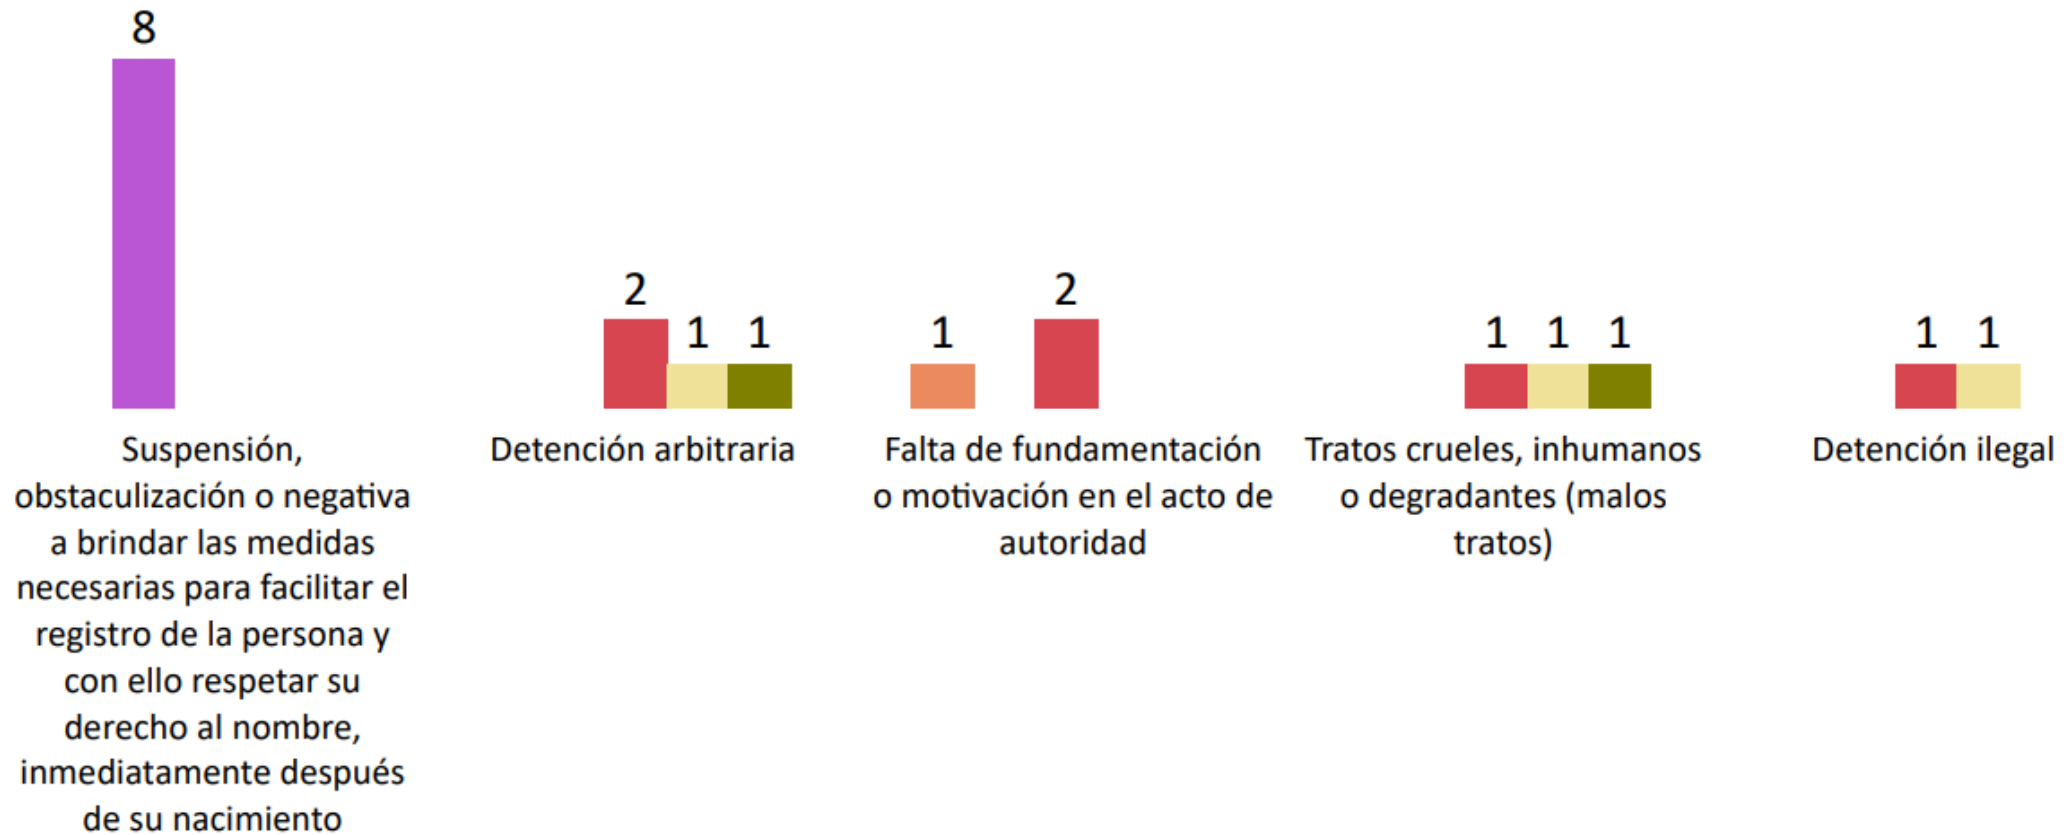 8
2
1 1
1
2
1 1 1
1 1
Suspensión,
obstaculización o negativa
a brindar las medidas
necesarias para facilitar el
registro de la persona y
con ello respetar su
derecho al nombre,
inmediatamente después
de su nacimiento
Detención arbitraria
Falta de fundamentación
o motivación en el acto de
autoridad
Tratos crueles, inhumanos
o degradantes (malos
tratos)
Detención ilegal